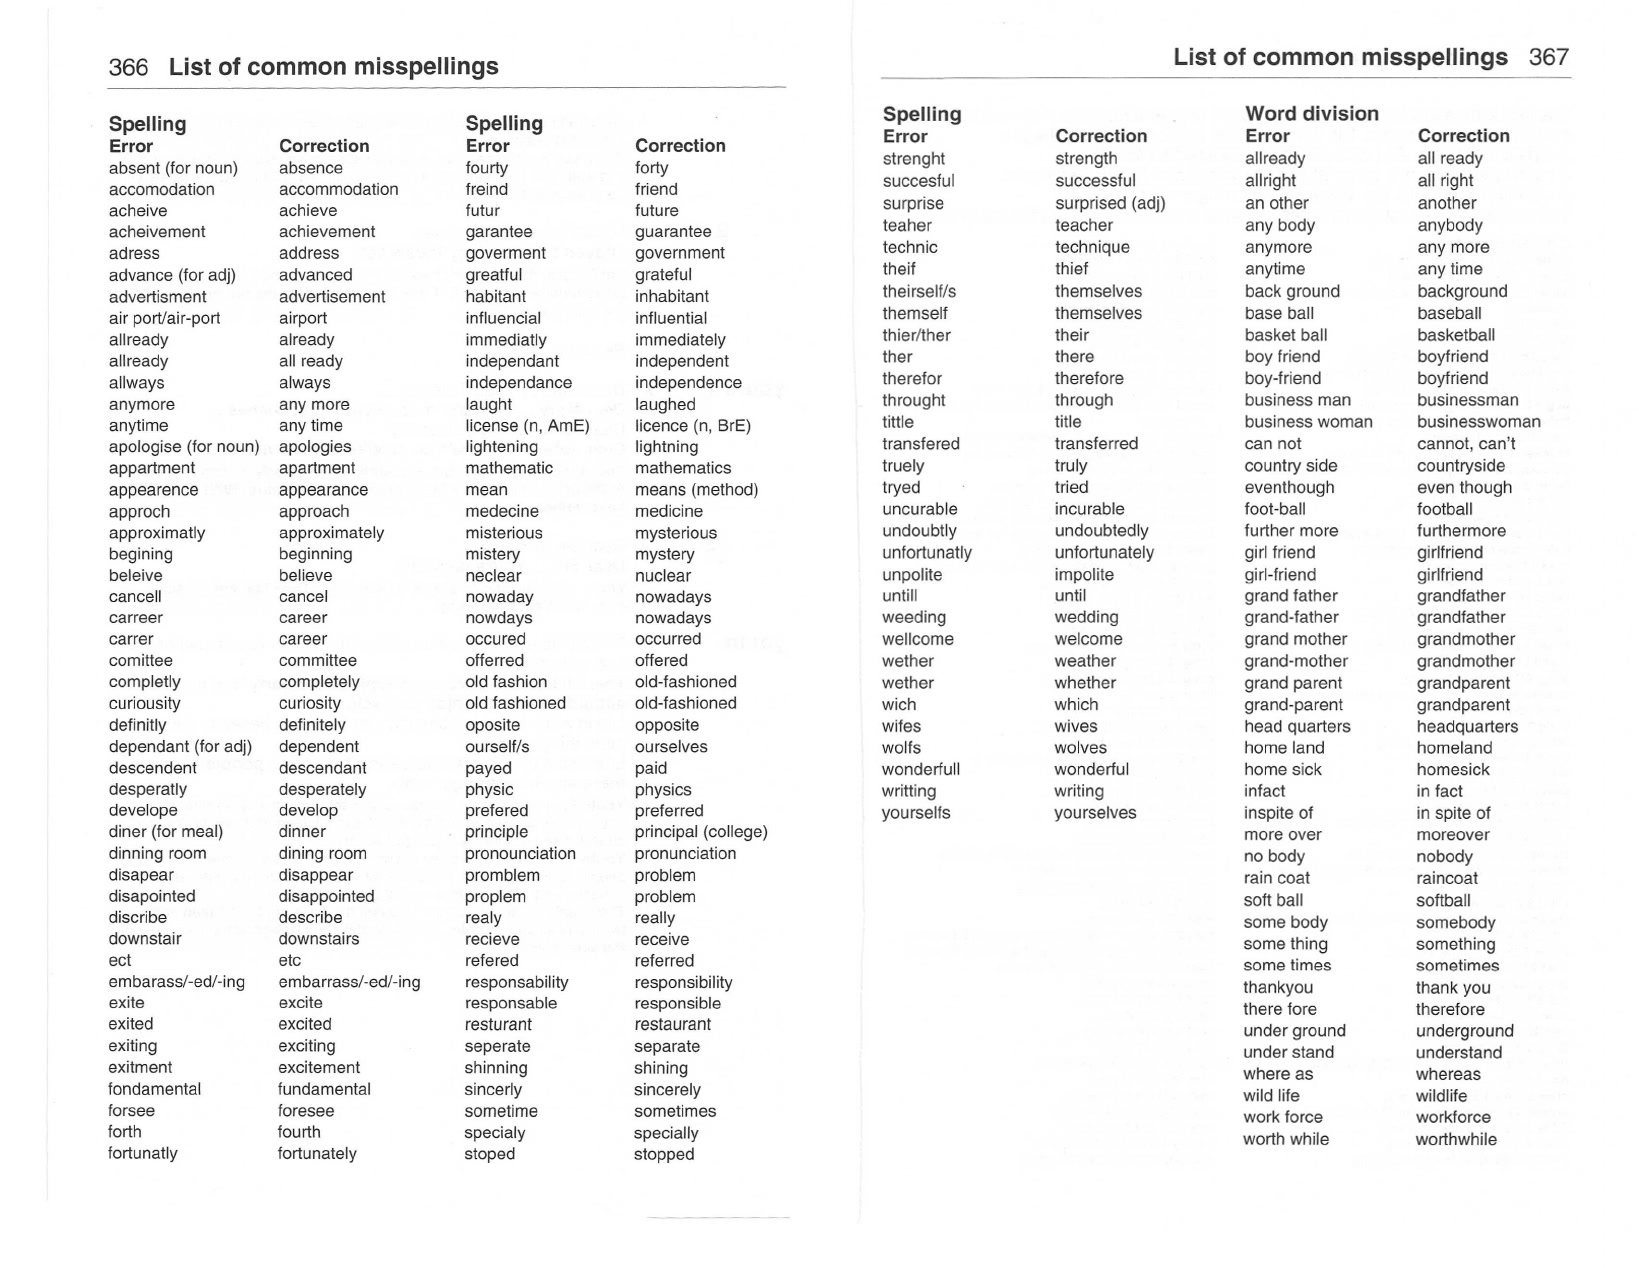 366 List of common misspellings
Spelling Spelling
Error Correction Error Correction
absent (for noun) absence fourty forty
accomodation accommodation freind friend
acheive achieve futur future
acheivement achievement garantee guarantee
adress address goverment government
advance (for adj) advanced greatful grateful
advertisment advertisement habitant inhabitant
air port/air-port airport influencial influential
allready already immediatly immediately
allready all ready independant independent
allways always independance independence
anymore any more laught laughed
anytime any time license (n, AmE) licence (n, BrE)
apologise (for noun) apologies lightening lightning
appartment apartment mathematic mathematics
appearence appearance mean means (method)
approch approach medecine medicine
approximatly approximately misterious mysterious
begining beginning mistery mystery
beleive believe neclear nuclear
cancell cancel nowaday nowadays
carreer career nowdays nowadays
carrer career occured occurred
comittee committee offerred offered
completly completely old fashion old-fashioned
curiousity curiosity old fashioned old-fashioned
definitly definitely oposite opposite
dependant (for adj) dependent ourself/s ourselves
descendent descendant payed paid
desperatly desperately physic physics
develope develop prefered preferred
diner (for meal) dinner principle principal (college)
dinning room dining room pronounciation pronunciation
disapear disappear promblem problem
disapointed disappointed proplem problem
discribe describe realy really
downstair downstairs recieve receive
ect etc refered referred
embarass/-ed/-ing embarrass/-ed/-ing responsability responsibility
exite excite responsable responsible
exited excited resturant restaurant
exiting exciting seperate separate
exitment excitement shinning shining
fondamental fundamental sincerly sincerely
forsee foresee sometime sometimes
forth fourth specialy specially
fortunatly fortunately stoped stopped
List of common misspellings 367
Spelling Word division
Error Correction Error Correction
strenght strength allready all ready
succesful successful allright all right
surprise surprised (adj) an other another
teaher teacher any body anybody
technic technique anymore any more
theif thief anytime any time
theirself/s themselves back ground background
themself themselves base ball baseball
thier/ther their basket ball basketball
ther there boy friend boyfriend
therefor therefore boy-friend boyfriend
throught through business man businessman
tittle title business woman businesswoman
transfered transferred can not cannot, can't
truely truly country side countryside
tryed tried eventhough even though
uncurable incurable foot-ball football
undoubtly undoubtedly further more furthermore
unfortunatly unfortunately girl friend girlfriend
unpolite impolite girl-friend girlfriend
untill until grand father grandfather
weeding wedding grand-father grandfather
wellcome welcome grand mother grandmother
wether weather grand-mother grandmother
wether whether grand parent grandparent
wich which grand-parent grandparent
wifes wives head quarters headquarters
wolfs wolves home land homeland
wonderfull wonderful home sick homesick
writting writing infact in fact
yourselfs yourselves inspite of in spite of
more over moreover
no body nobody
rain coat raincoat
soft ball softball
some body somebody
some thing something
some times sometimes
thankyou thank you
there fore therefore
under ground underground
under stand understand
where as whereas
wild life wildlife
work force workforce
worth while worthwhile